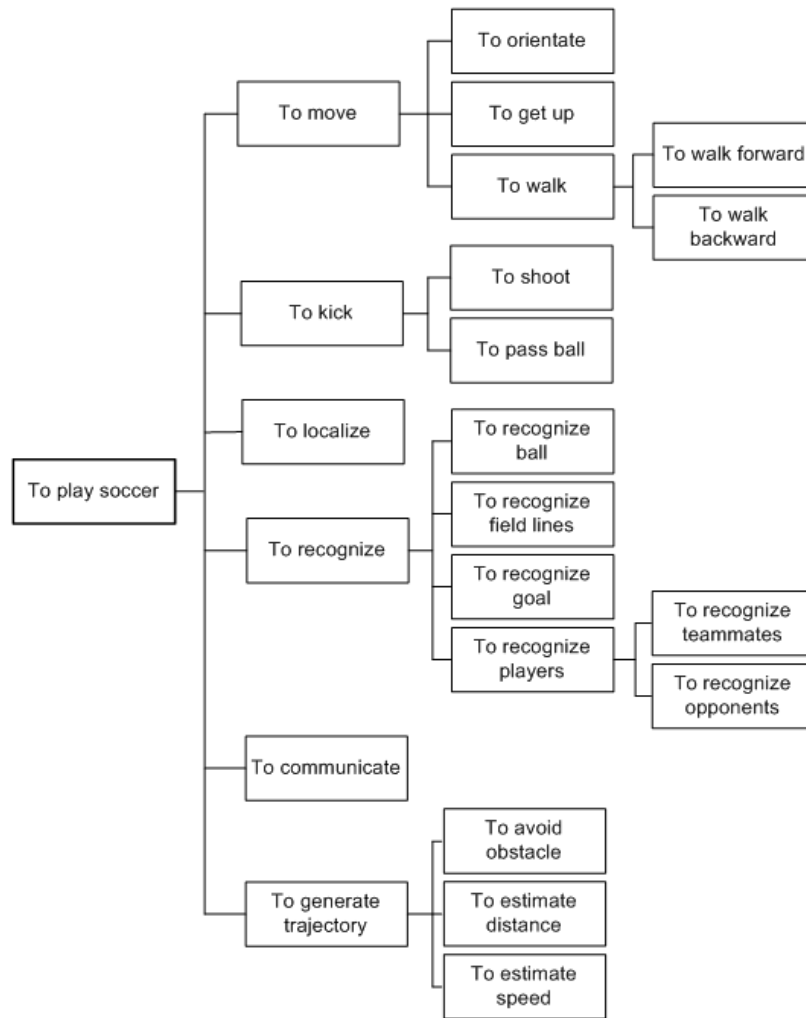 To play soccer
To move
To orientate
To get up
To walk
To walk forward
To walk
backward
To kick
To shoot
To pass ball
To localize
To recognize
To recognize
ball
To recognize
field lines
To recognize
goal
To recognize
players
To recognize
teammates
To recognize
opponents
To communicate
To generate
trajectory
To avoid
obstacle
To estimate
distance
To estimate
speed